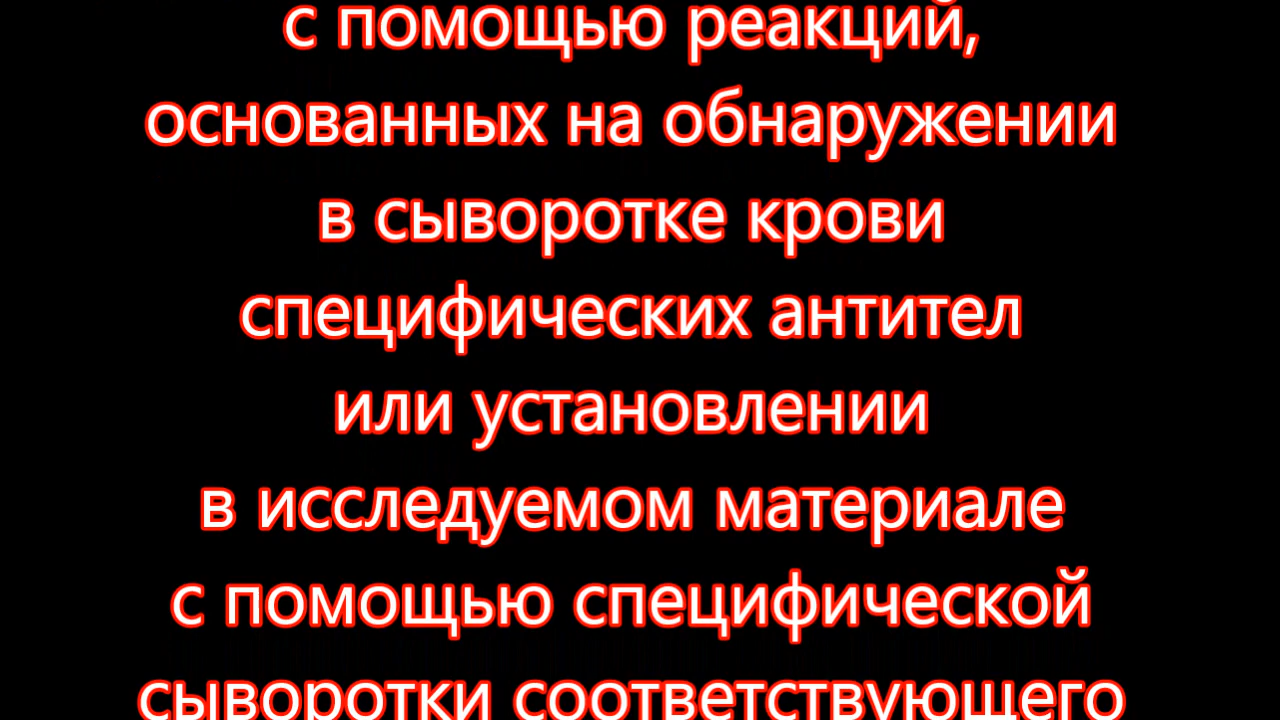 с помощью реакций,
основанных на обнаружении
в сыворотке крови
специфических антител
или установлении
в исследуемом материале
с помощью специфической
сыворотки соответствующего